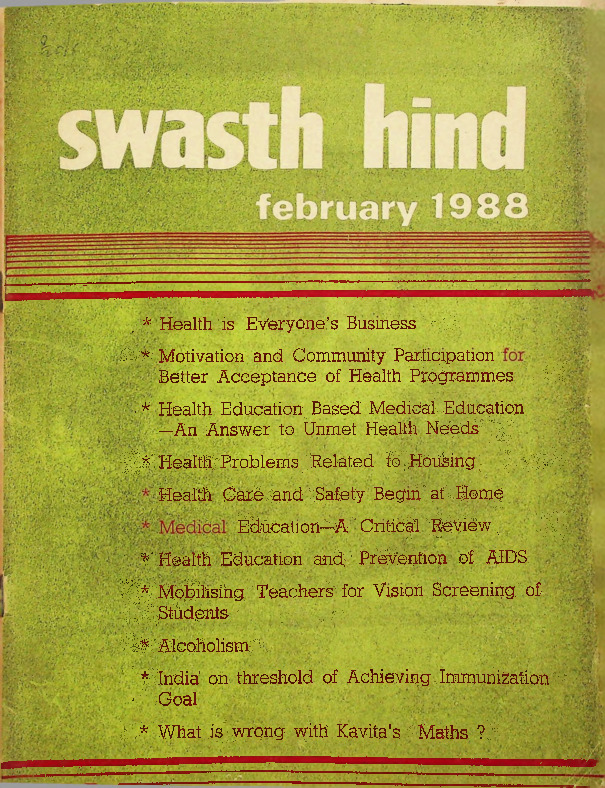 swasth hind
february 1988
* Health is Everyone's Business
* Motivation and Community Participation for
Better Acceptance of Health Programmes
* Health Education Based Medical Education
—An Answer to Unmet Health Needs
* Health Problems Related to Housing
* Health Care and Safety Begin at Home
* Medical Education—A Critical Review
* Health Education and Prevention of AIDS
* Mobilising Teachers for Vision Screening of
Students
* Alcoholism
* India on threshold of Achieving Immunization
Goal
* What is wrong with Kavita's Maths ?